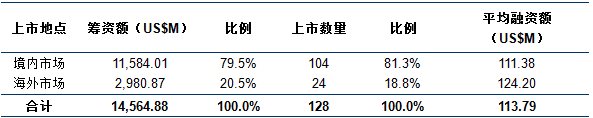 上市地点 筹资额（US$M） 比例 上市数量 比例 平均融资额（US$M）
境内市场 11,584.01 79.5% 104 81.3% 111.38
海外市场 2,980.87 20.5% 24 18.8% 124.20
合计 14,564.88 100.0% 128 100.0% 113.79